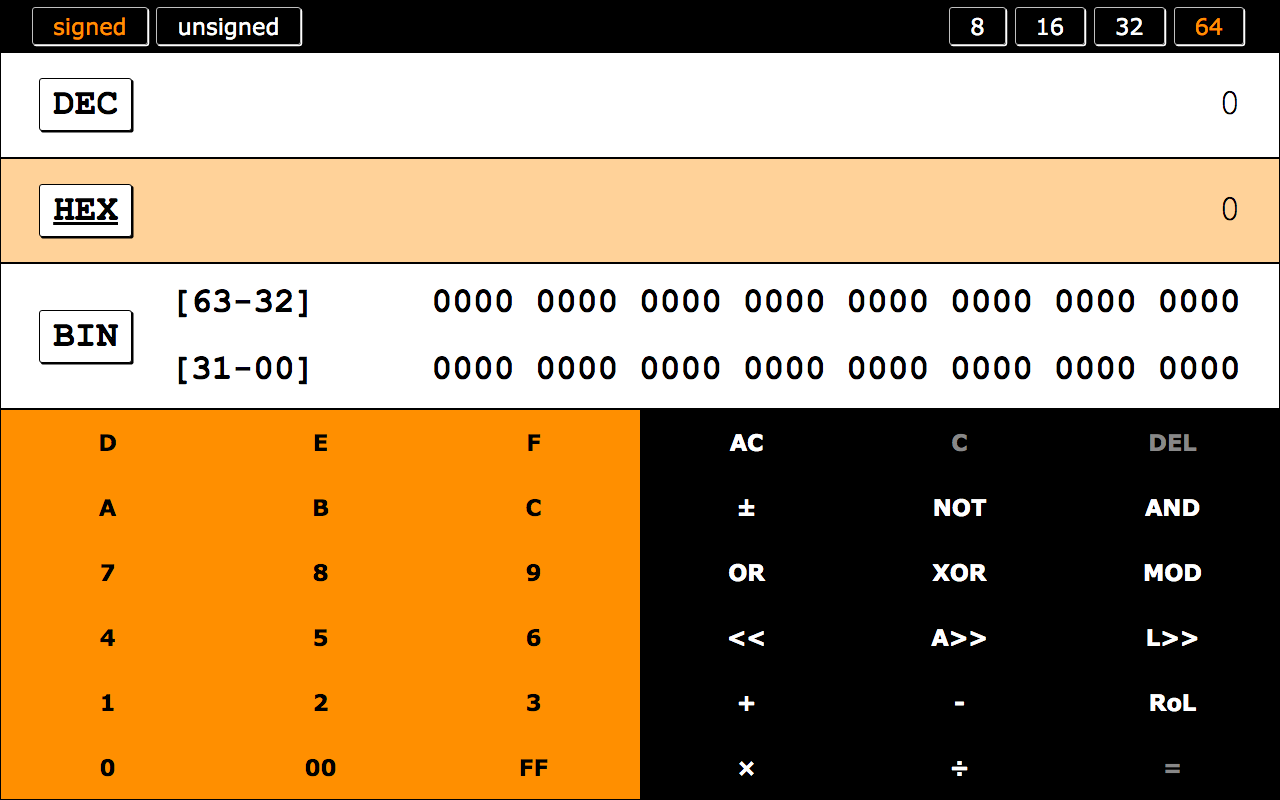 signed unsigned 8 16 32 64
DEC 0
HEX 0
[63-32] 0000 0000 0000 0000 0000 0000 0000 0000
BIN
[31-00] 0000 0000 0000 0000 0000 0000 0000 0000
D E F AC C DEL
A B C ± NOT AND
7 8 9 OR XOR MOD
4 5 6 << A>> L>>
1 2 3 + - RoL
0 00 FF × ÷ =